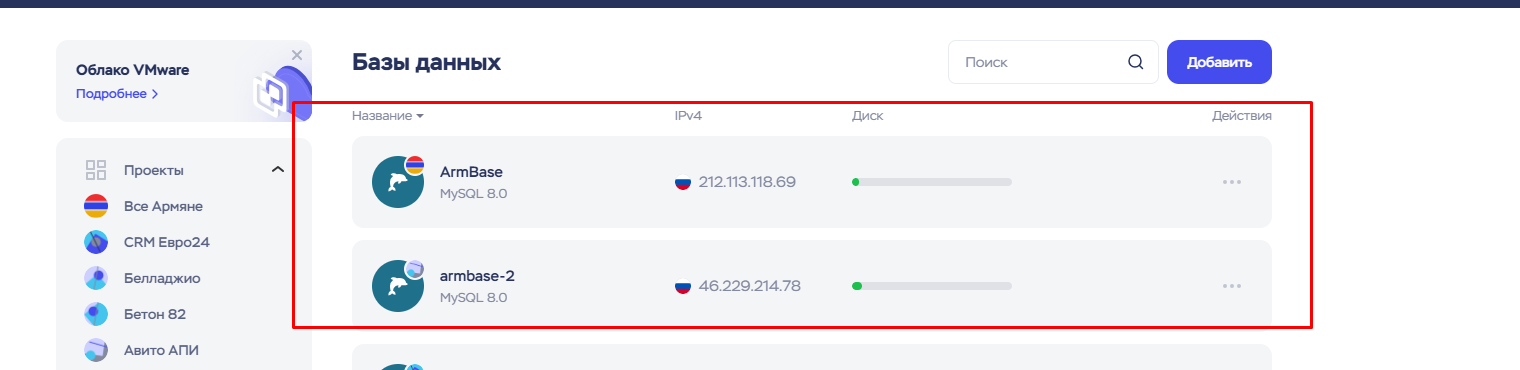 Облако VMware
Подробнее
Проекты
Все Армяне
CRM Евро24
Белладжио
Бетон 82
Авито АПИ
Базы данных
Поиск
Добавить
Название IPv4 Диск Действия
ArmBase
MySQL 8.0
212.113.118.69
armbase-2
MySQL 8.0
46.229.214.78